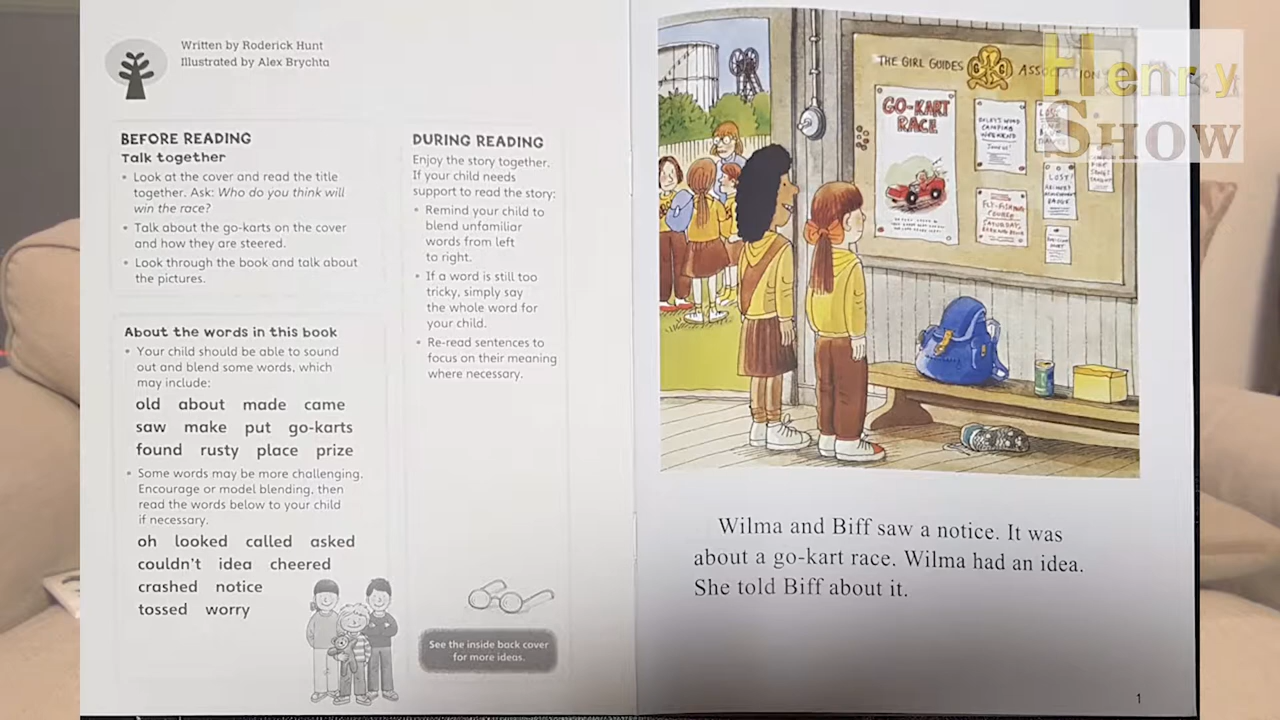 Written by Roderick Hunt
Illustrated by Alex Brychta
BEFORE READING
Talk together
• Look at the cover and read the title
together. Ask: Who do you think will
win the race?
• Talk about the go-karts on the cover
and how they are steered.
• Look through the book and talk about
the pictures.
About the words in this book
• Your child should be able to sound
out and blend some words, which
may include:
old about made came
saw make put go-karts
found rusty place prize
• Some words may be more challenging.
Encourage or model blending, then
read the words below to your child
if necessary.
oh looked called asked
couldn't idea cheered
crashed notice
tossed worry
DURING READING
Enjoy the story together.
If your child needs
support to read the story:
• Remind your child to
blend unfamiliar
words from left
to right.
• If a word is still too
tricky, simply say
the whole word for
your child.
• Re-read sentences to
focus on their meaning
where necessary.
See the inside back cover
for more ideas.
THE GIRL GUIDES ASSOCIATION
GO-KART
RACE
CAMPING
WEEKEND
LOST
LOST!
FLY-FISHING
COURSE
SATURDAYS
Henry
SHOW
Wilma and Biff saw a notice. It was
about a go-kart race. Wilma had an idea.
She told Biff about it.
1